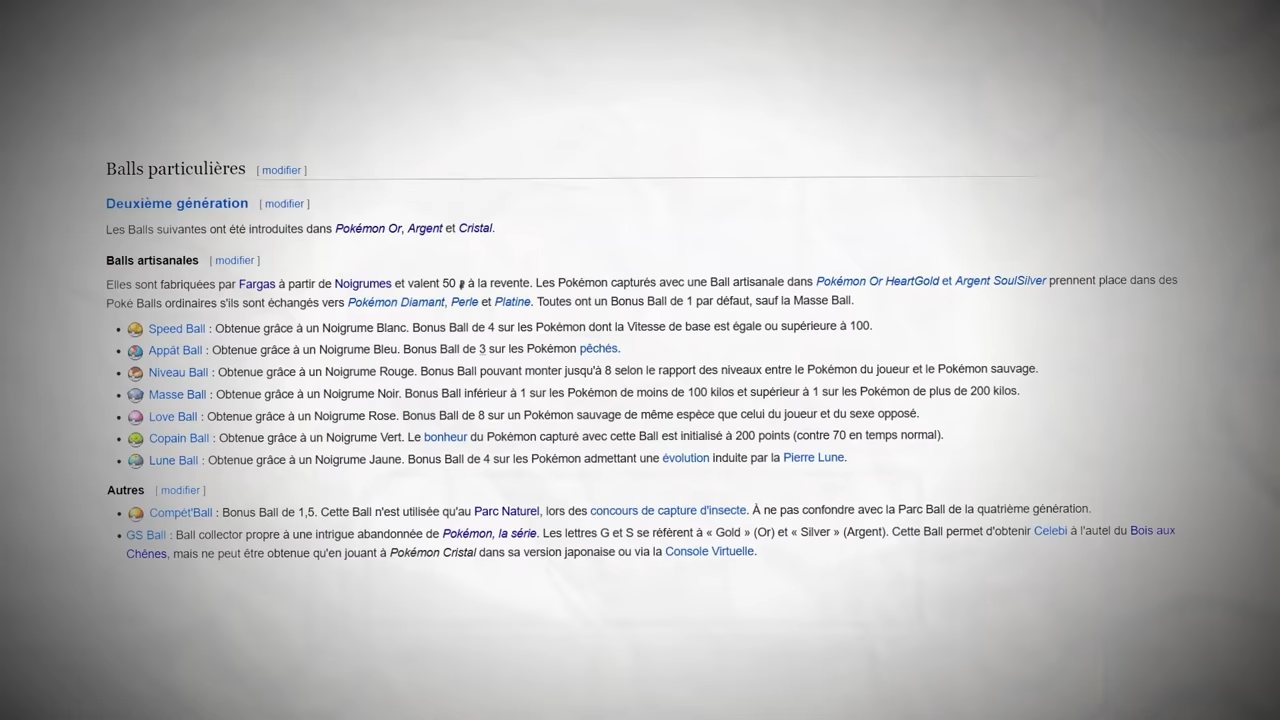 Balls particulières [ modifier ]
Deuxième génération [ modifier ]
Les Balls suivantes ont été introduites dans Pokémon Or, Argent et Cristal.
Balls artisanales [ modifier ]
Elles sont fabriquées par Fargas à partir de Noigrumes et valent 50 à la revente. Les Pokémon capturés avec une Ball artisanale dans Pokémon Or HeartGold et Argent SoulSilver prennent place dans des
Poké Balls ordinaires s'ils sont échangés vers Pokémon Diamant, Perle et Platine. Toutes ont un Bonus Ball de 1 par défaut, sauf la Masse Ball.
• Speed Ball : Obtenue grâce à un Noigrume Blanc. Bonus Ball de 4 sur les Pokémon dont la Vitesse de base est égale ou supérieure à 100.
• Appât Ball : Obtenue grâce à un Noigrume Bleu. Bonus Ball de 3 sur les Pokémon pêchés.
• Niveau Ball : Obtenue grâce à un Noigrume Rouge. Bonus Ball pouvant monter jusqu'à 8 selon le rapport des niveaux entre le Pokémon du joueur et le Pokémon sauvage.
• Masse Ball : Obtenue grâce à un Noigrume Noir. Bonus Ball inférieur à 1 sur les Pokémon de moins de 100 kilos et supérieur à 1 sur les Pokémon de plus de 200 kilos.
• Love Ball : Obtenue grâce à un Noigrume Rose. Bonus Ball de 8 sur un Pokémon sauvage de même espèce que celui du joueur et du sexe opposé.
• Copain Ball : Obtenue grâce à un Noigrume Vert. Le bonheur du Pokémon capturé avec cette Ball est initialisé à 200 points (contre 70 en temps normal).
• Lune Ball : Obtenue grâce à un Noigrume Jaune. Bonus Ball de 4 sur les Pokémon admettant une évolution induite par la Pierre Lune.
Autres [ modifier ]
• Compét'Ball : Bonus Ball de 1,5. Cette Ball n'est utilisée qu'au Parc Naturel, lors des concours de capture d'insecte. À ne pas confondre avec la Parc Ball de la quatrième génération.
• GS Ball : Ball collector propre à une intrigue abandonnée de Pokémon, la série. Les lettres G et S se réfèrent à « Gold » (Or) et « Silver » (Argent). Cette Ball permet d'obtenir Celebi à l'autel du Bois aux
Chênes, mais ne peut être obtenue qu'en jouant à Pokémon Cristal dans sa version japonaise ou via la Console Virtuelle.